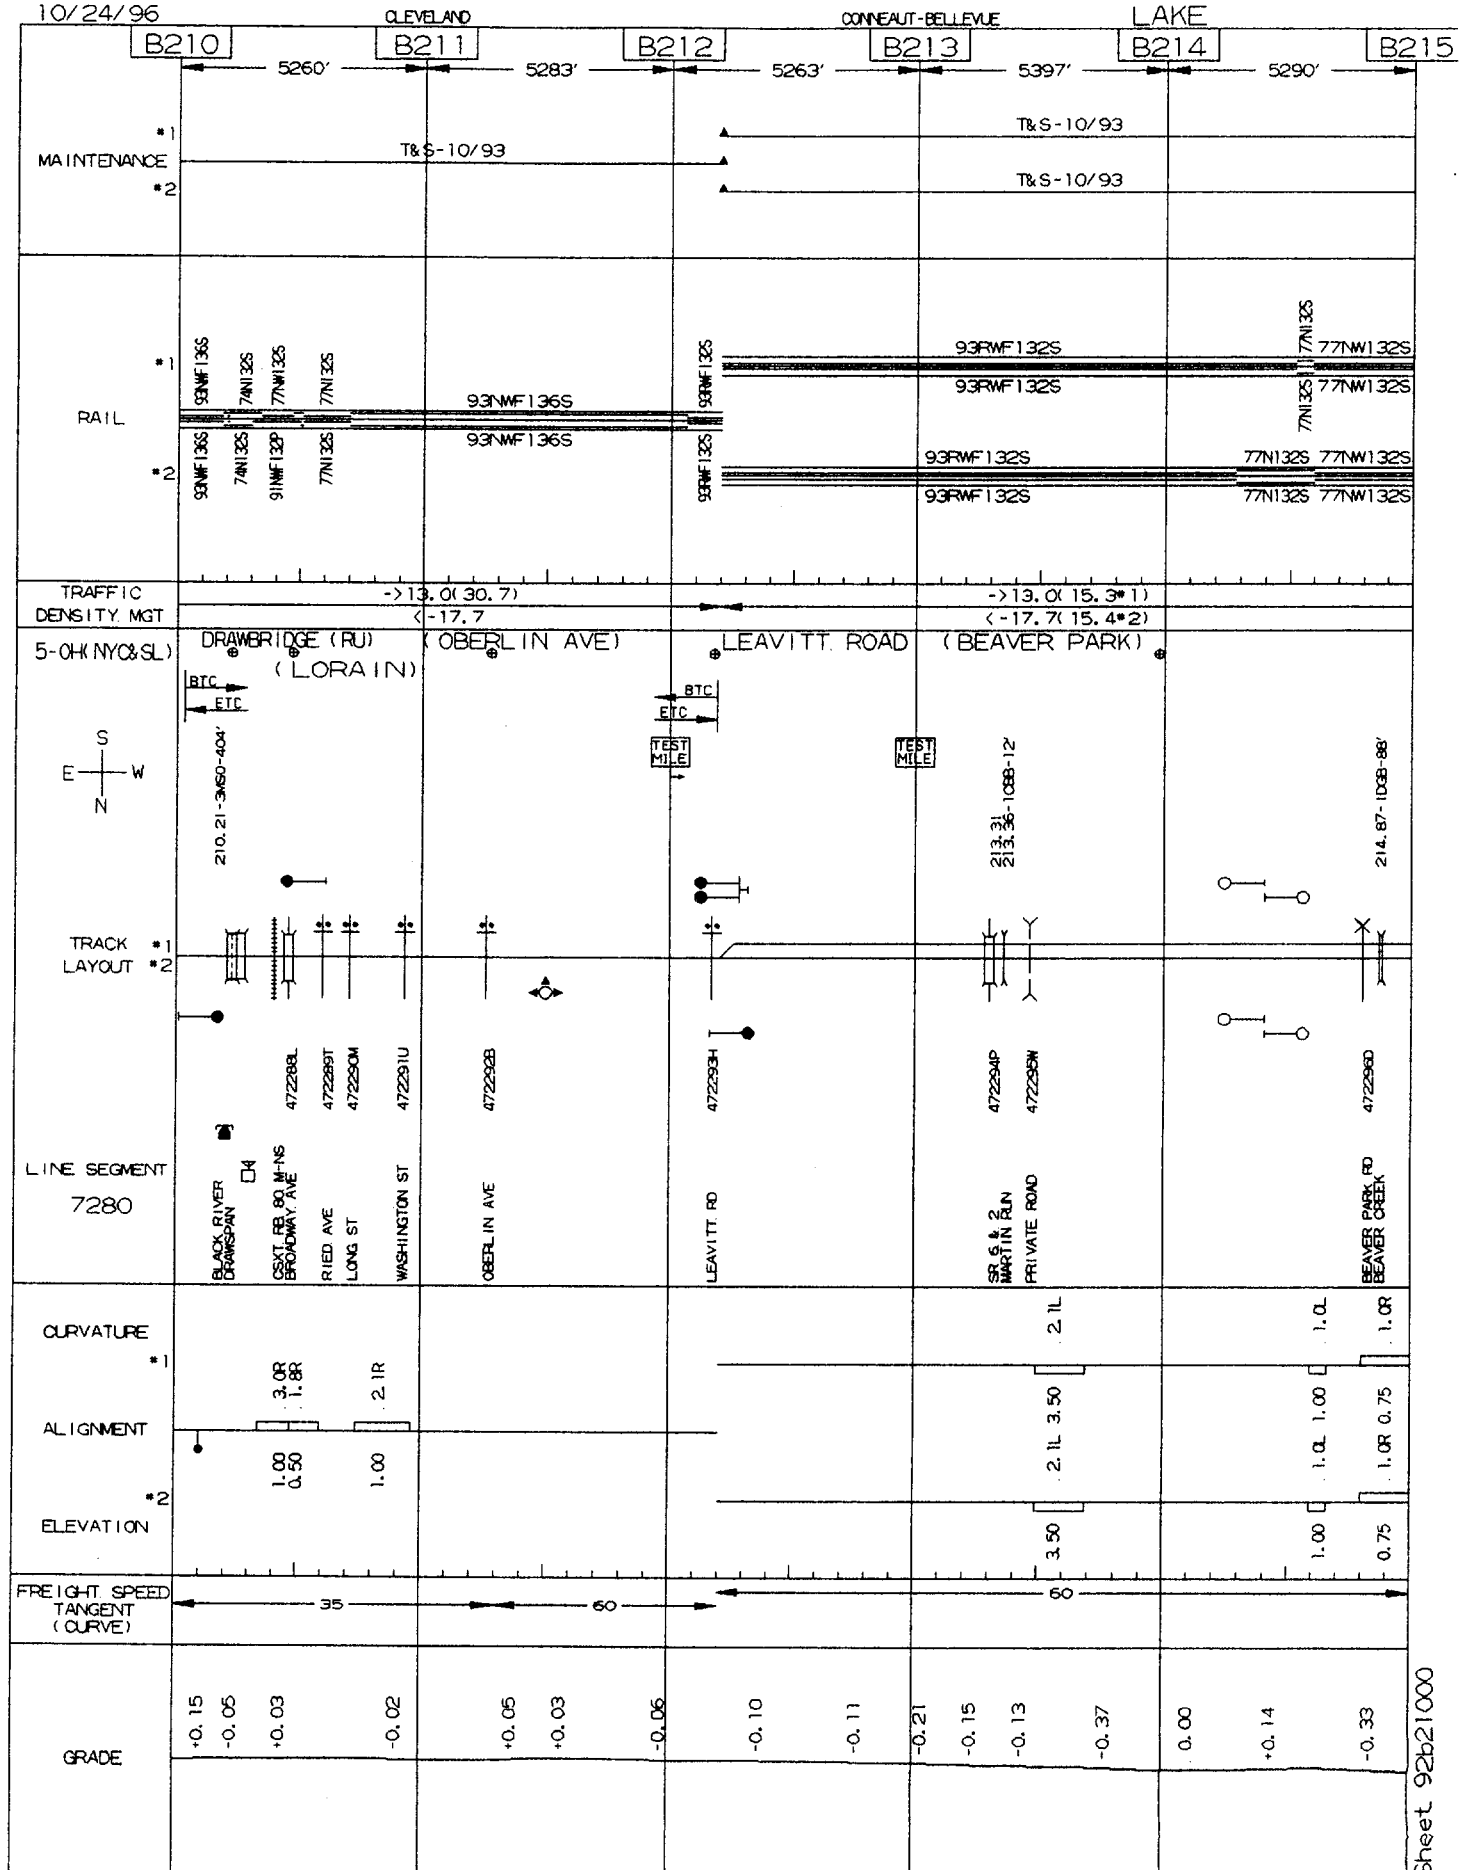 10/24/96 CLEVELAND CONNEAUT-BELLEVUE LAKE
B210 B211 B212 B213 B214 B215
5260' 5283' 5263' 5397' 5290'
#1 T&S-10/93
MAINTENANCE T&S-10/93
#2 T&S-10/93
93NWF136S 74N132S 77NW132S 77N132S 93RWF132S 77N132S
#1 93RWF132S 77NW132S
93RWF132S 77N132S 77NW132S
RAIL 93NWF136S
93NWF136S
#2 93RWF132S 77N132S 77NW132S
93NWF136S 74N132S 91NWF132P 77N132S 93RWF132S
93RWF132S 77N132S 77NW132S
TRAFFIC ->13.0(30.7) ->13.0(15.3#1)
DENSITY MGT <-17.7 <-17.7(15.4#2)
5-OH(NYC&SL) DRAWBRIDGE (RU) (OBERLIN AVE) LEAVITT. ROAD (BEAVER PARK)
(LORAIN)
BTC BTC
ETC ETC
TEST MILE TEST MILE
S
E W
N
210.21-3MSO-404' 213.31 213.36-1CBB-12' 214.87-1DGB-88'
TRACK #1
LAYOUT #2
472288L 472289T 472290M 472291U 472292B 472293H 472294P 472295W 472296D
LINE SEGMENT
7280
BLACK RIVER
DRAWSPAN
CSXT. RB. 80. M-NS
BROADWAY. AVE
RIED. AVE
LONG ST
WASHINGTON ST
OBERLIN AVE
LEAVITT. RD
SR 6 & 2
MARTIN RUN
PRIVATE ROAD
BEAVER PARK RD
BEAVER CREEK
CURVATURE 2.1L 1.0L 1.0R
#1 3.0R 1.8R 2.1R
3.50 1.00 0.75
ALIGNMENT
1.00 0.50 1.00 2.1L 1.0L 1.0R
#2
ELEVATION 3.50 1.00 0.75
FREIGHT. SPEED
TANGENT 35 60 60
(CURVE)
GRADE +0.15 -0.05 +0.03 -0.02 +0.05 +0.03 -0.06 -0.10 -0.11 -0.21 -0.15 -0.13 -0.37 0.00 +0.14 -0.33
Sheet 92b21000